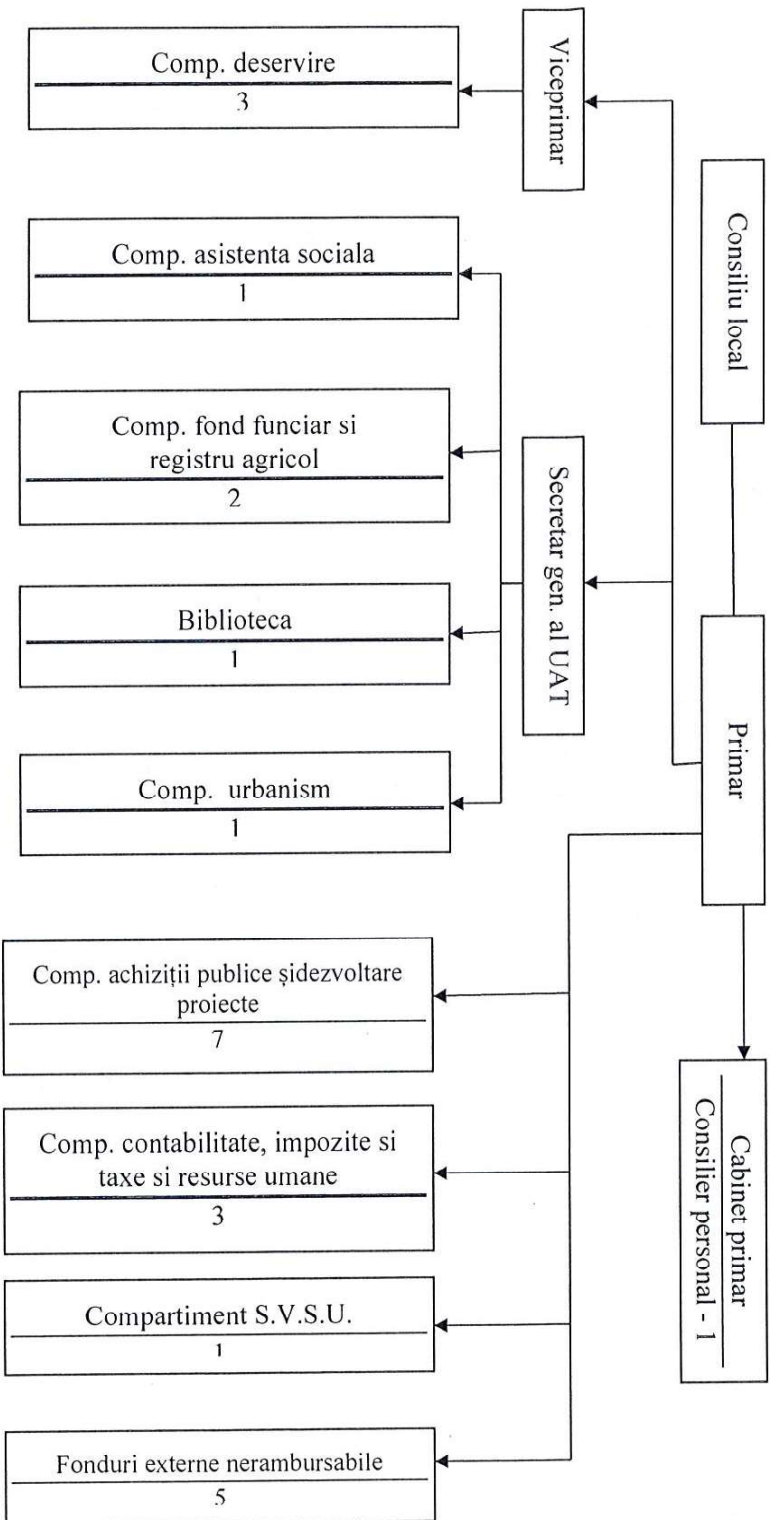 Consiliu local
Primar
Cabinet primar
Consilier personal - 1
Viceprimar
Secretar gen. al UAT
Comp. deservire
3
Comp. asistenta sociala
1
Comp. fond funciar si
registru agricol
2
Biblioteca
1
Comp. urbanism
1
Comp. achiziții publice șidezvoltare
proiecte
7
Comp. contabilitate, impozite si
taxe si resurse umane
3
Compartiment S.V.S.U.
1
Fonduri externe nerambursabile
5